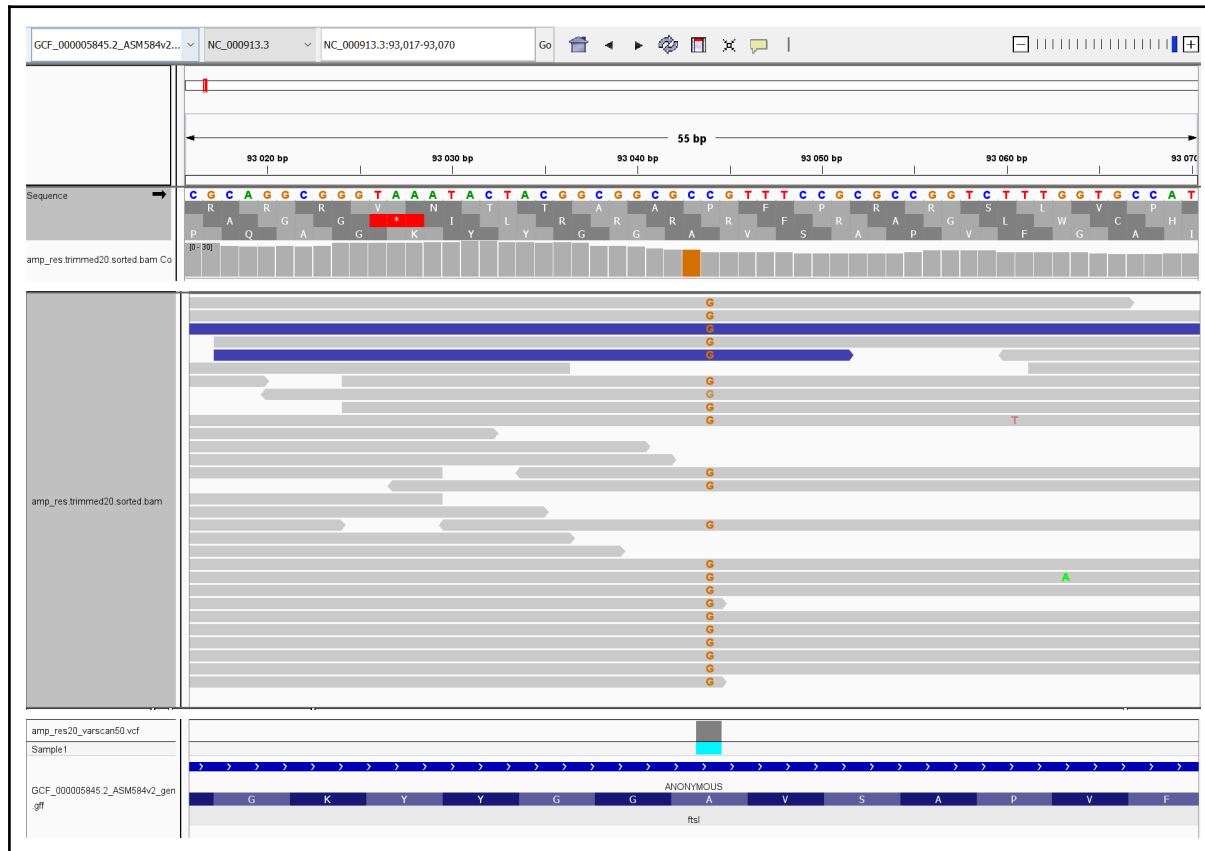 GCF_000005845.2_ASM584v2... NC_000913.3 NC_000913.3:93,017-93,070 Go
55 bp
93 020 bp 93 030 bp 93 040 bp 93 050 bp 93 060 bp 93 070
Sequence C G C A G G C G G G T A A A T A C T A C G G C G G C G C C G T T T C C G C G C C G G T C T T T G G T G C C A T
R R R V N T T A A P F P R R S L V P
A G G * I L R R R R F R A G L W C H
P Q A G K Y Y G G A V S A P V F G A I
[0 - 30]
amp_res.trimmed20.sorted.bam Co
G
G
G
G
G
G
G
G
G T
G
G
amp_res.trimmed20.sorted.bam
G
G
G A
G
G
G
G
G
G
G
amp_res20_varscan50.vcf
Sample1
GCF_000005845.2_ASM584v2_gen
.gff
ANONYMOUS
G K Y Y G G A V S A P V F
ftsI